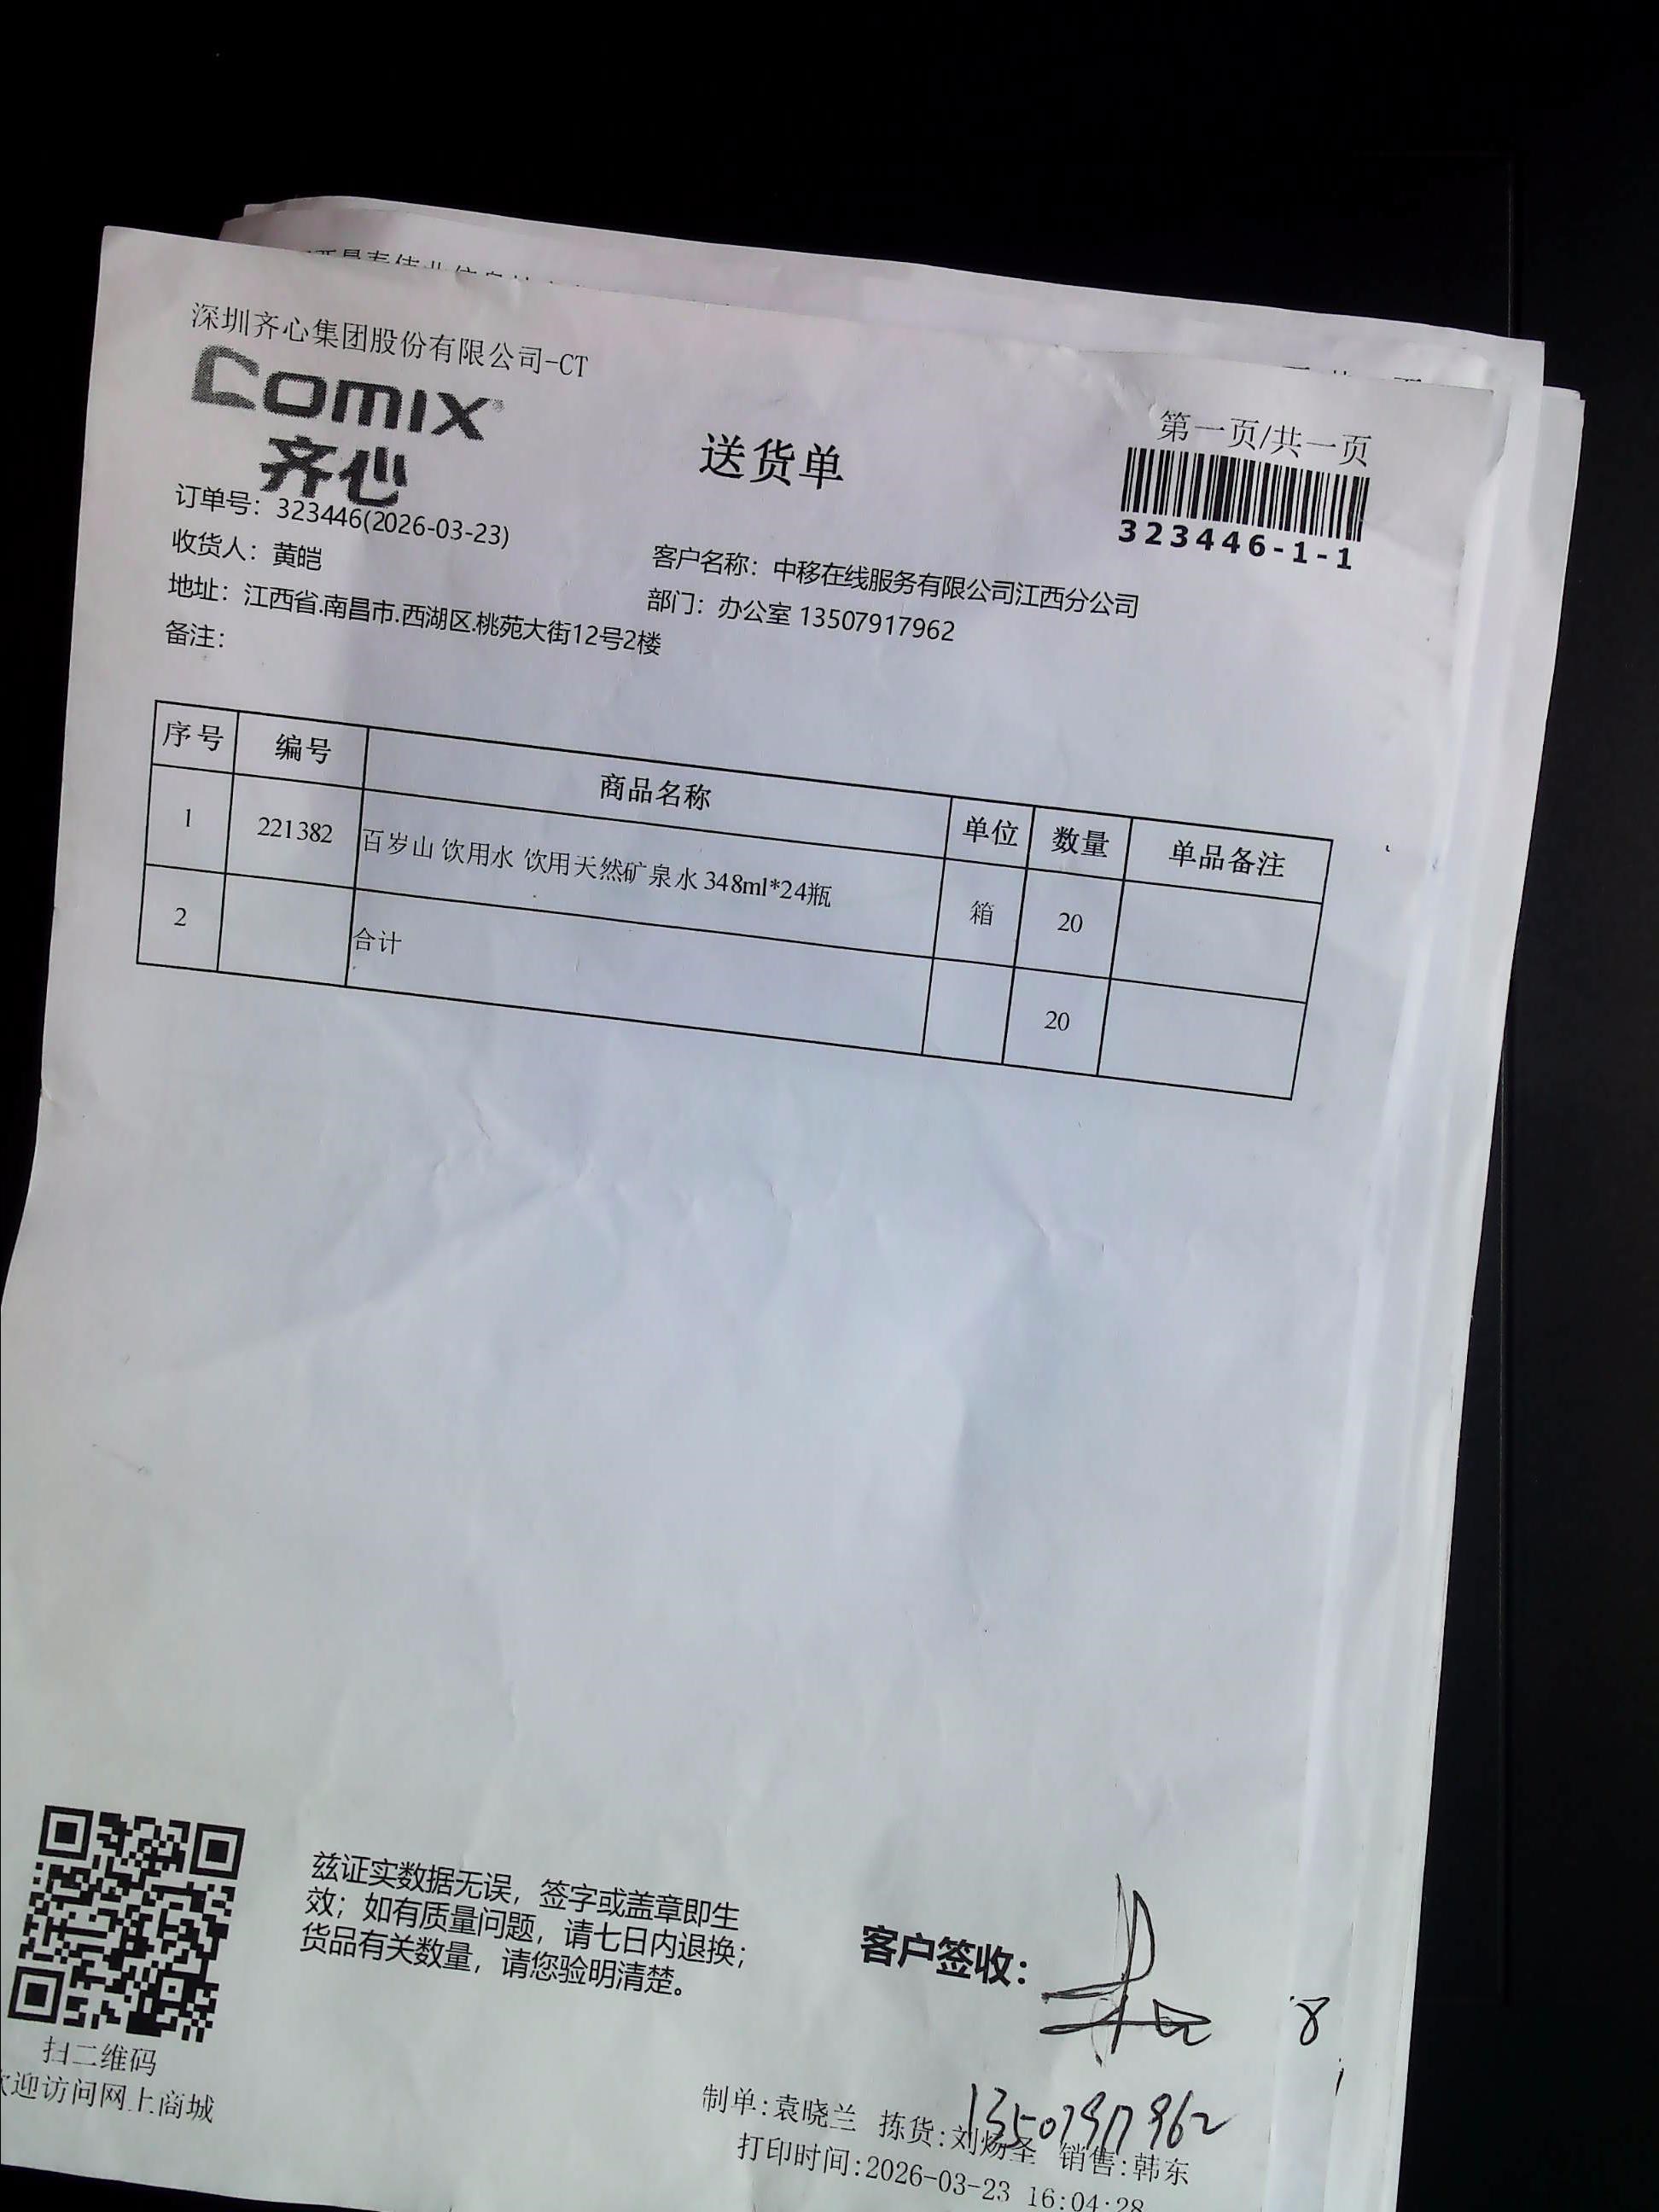 深圳齐心集团股份有限公司-CT
COMIX
齐心
送货单
第一页/共一页
323446-1-1
订单号：323446(2026-03-23)
收货人：黄皑
客户名称：中移在线服务有限公司江西分公司
地址：江西省.南昌市.西湖区.桃苑大街12号2楼
部门：办公室 13507917962
备注：
序号 编号 商品名称 单位 数量 单品备注
1 221382 百岁山 饮用水 饮用天然矿泉水 348ml*24瓶 箱 20
2 合计 20
兹证实数据无误，签字或盖章即生
效；如有质量问题，请七日内退换；
货品有关数量，请您验明清楚。
客户签收：
8
扫二维码
欢迎访问网上商城
13507917962
制单:袁晓兰 拣货:刘炀圣 销售:韩东
打印时间:2026-03-23 16:04:28